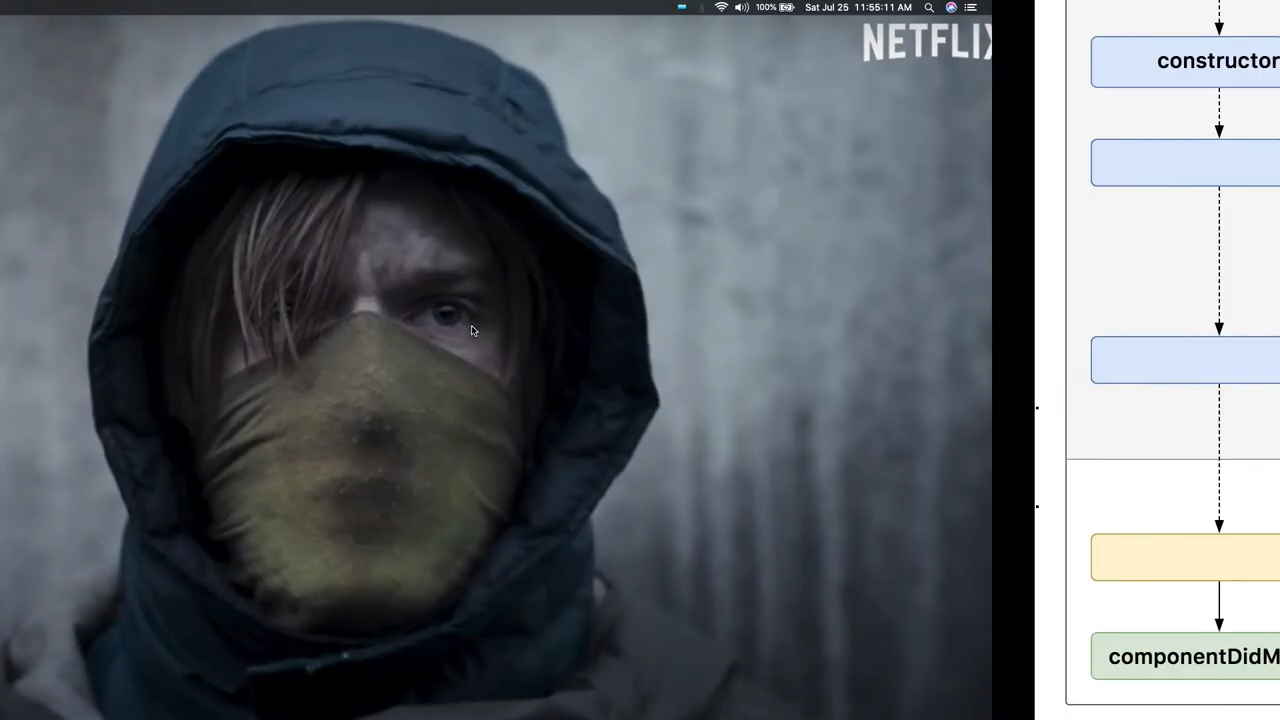 100%
Sat Jul 25 11:55:11 AM
NETFLIX
constructor
componentDidM